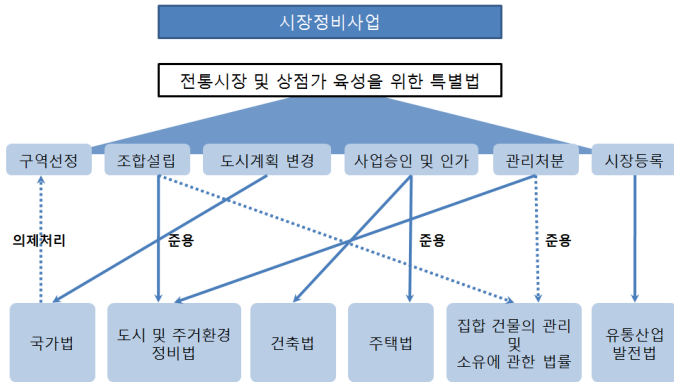 시장정비사업
전통시장 및 상점가 육성을 위한 특별법
구역선정
조합설립
도시계획 변경
사업승인 및 인가
관리처분
시장등록
의제처리
준용
준용
준용
국가법
도시 및 주거환경
정비법
건축법
주택법
집합 건물의 관리
및
소유에 관한 법률
유통산업
발전법